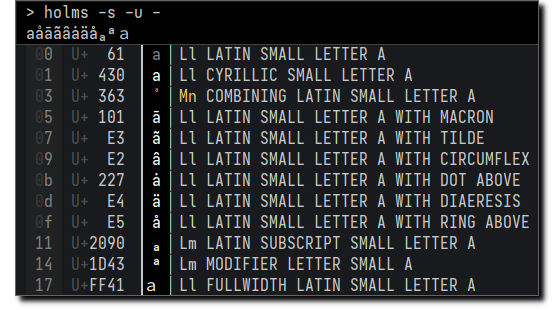 > holms -s -u -
aаͣāãâȧäåₐᵃａ
00 U+ 61 a Ll LATIN SMALL LETTER A
01 U+ 430 а Ll CYRILLIC SMALL LETTER A
03 U+ 363 ͣ Mn COMBINING LATIN SMALL LETTER A
05 U+ 101 ā Ll LATIN SMALL LETTER A WITH MACRON
07 U+ E3 ã Ll LATIN SMALL LETTER A WITH TILDE
09 U+ E2 â Ll LATIN SMALL LETTER A WITH CIRCUMFLEX
0b U+ 227 ȧ Ll LATIN SMALL LETTER A WITH DOT ABOVE
0d U+ E4 ä Ll LATIN SMALL LETTER A WITH DIAERESIS
0f U+ E5 å Ll LATIN SMALL LETTER A WITH RING ABOVE
11 U+2090 ₐ Lm LATIN SUBSCRIPT SMALL LETTER A
14 U+1D43 ᵃ Lm MODIFIER LETTER SMALL A
17 U+FF41 ａ Ll FULLWIDTH LATIN SMALL LETTER A